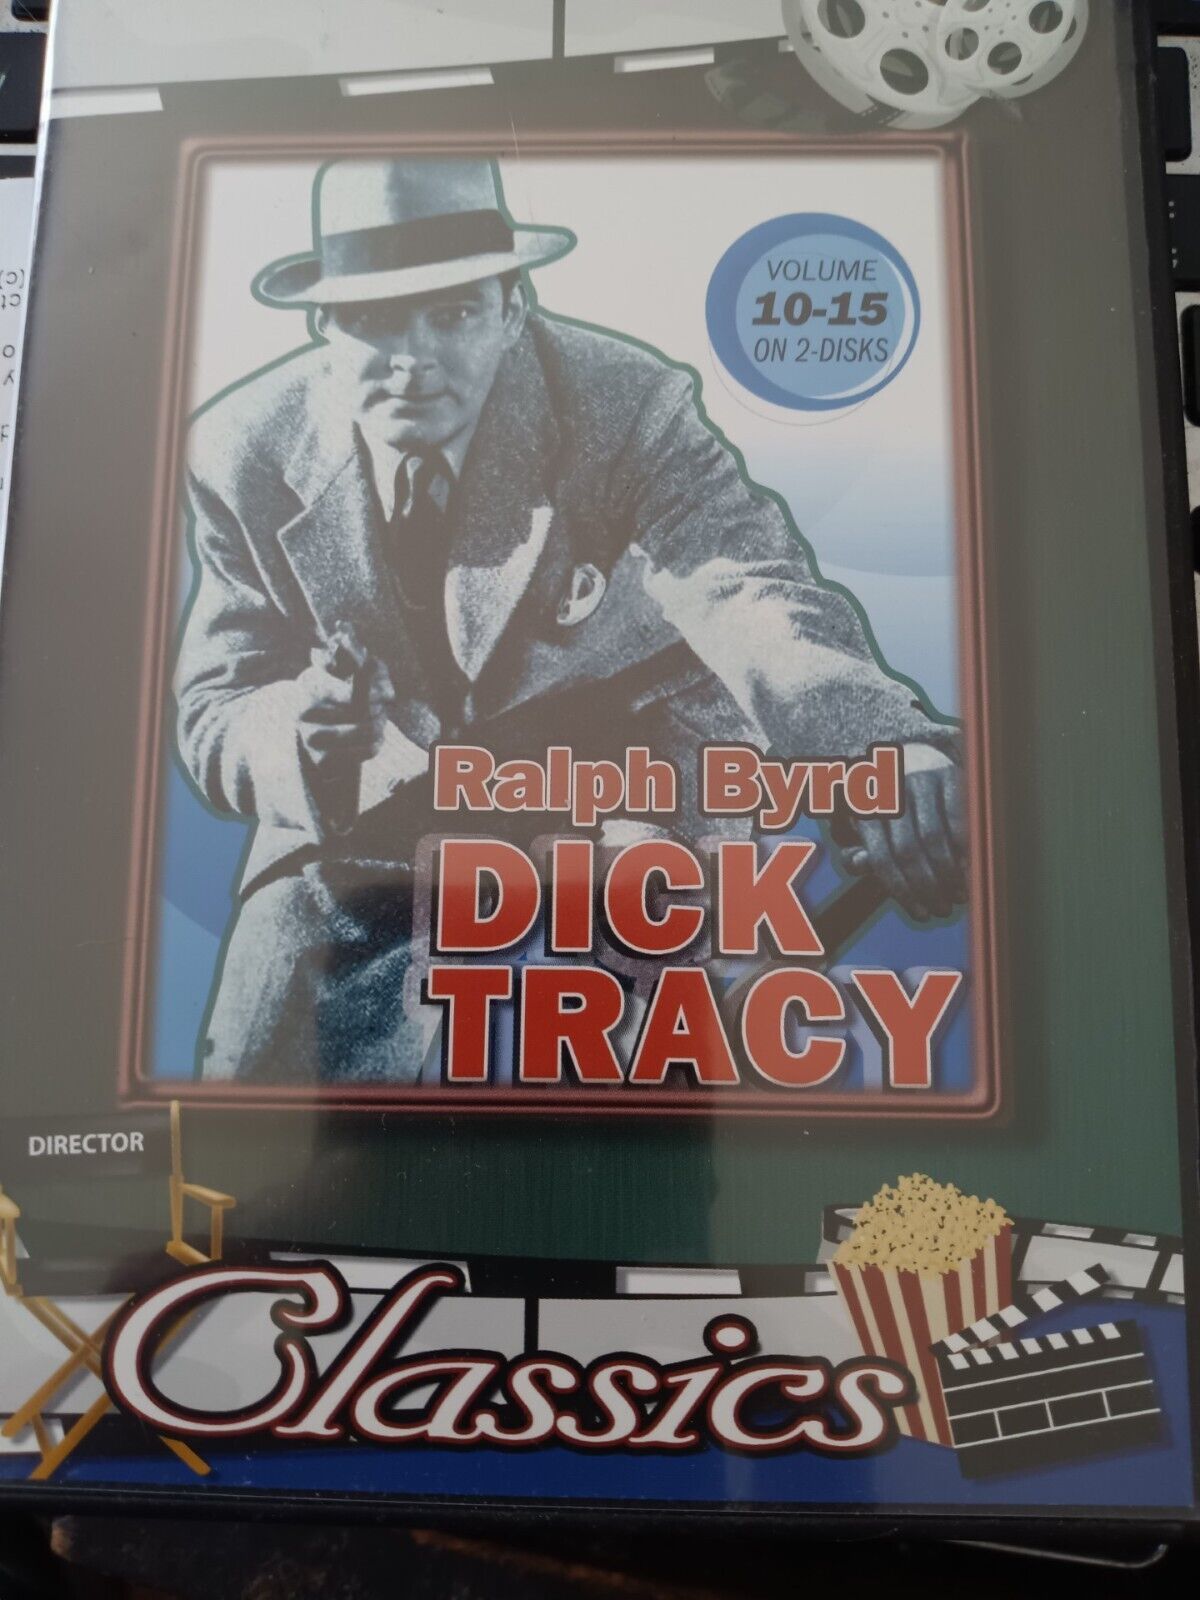 VOLUME
10-15
ON 2-DISKS
Ralph Byrd
DICK
TRACY
DIRECTOR
Classics